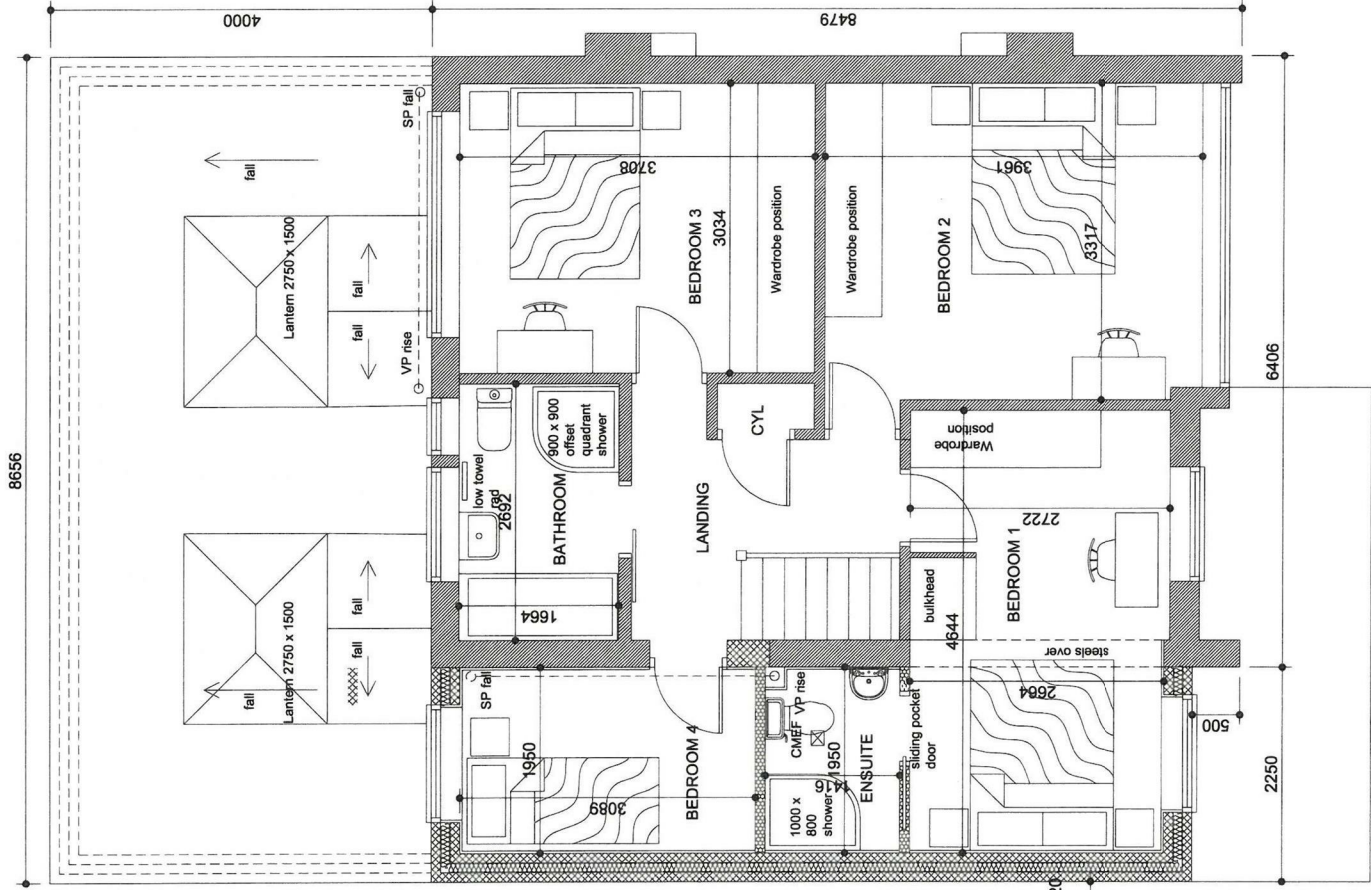 4000
8479
8656
SP fall
fall
Lantern 2750 x 1500
fall
fall
VP rise
Lantern 2750 x 1500
fall
fall
fall
3708
BEDROOM 3
3034
Wardrobe position
Wardrobe position
3961
BEDROOM 2
3317
6406
900 x 900
offset
quadrant
shower
low towel
rad
2692
BATHROOM
1664
CYL
LANDING
Wardrobe
position
2722
BEDROOM 1
bulkhead
4644
steels over
2664
SP fall
1950
3089
BEDROOM 4
CMEF
VP rise
1950
1416
ENSUITE
1000 x
800
shower
sliding pocket
door
500
2250